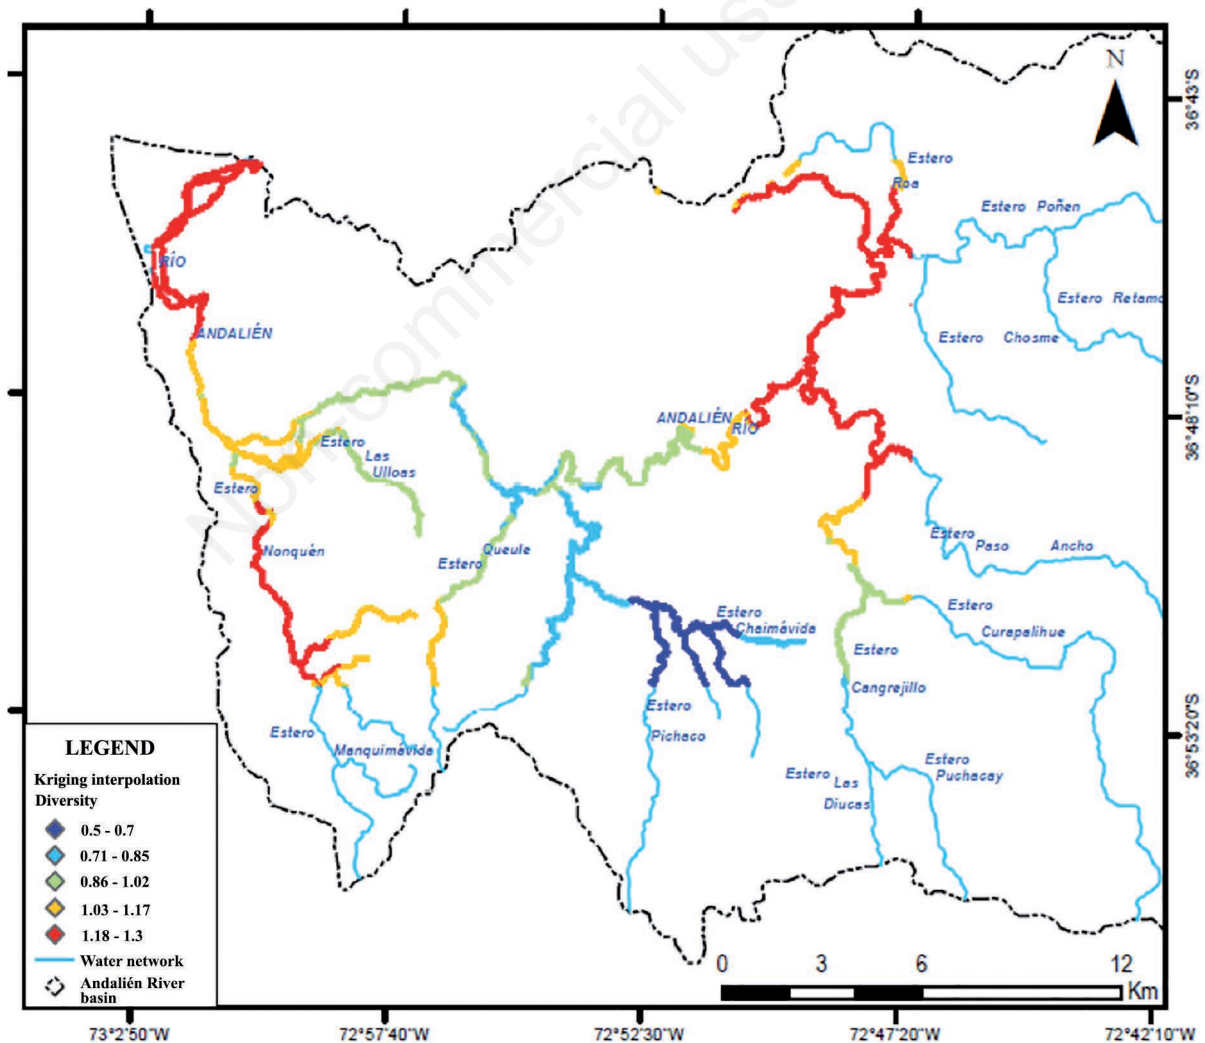 Noncommercial us
N
36°43'S
Estero
Roa
Estero Poñen
RÍO
Estero Retamo
ANDALIÉN
Estero Chosme
ANDALIÉN
RÍO
36°48'10"S
Estero
Las
Ulloas
Estero
Nonquén
Estero
Queule
Estero
Paso
Ancho
Estero
Chaimávida
Estero
Curapalihue
Estero
Cangrejillo
Estero
Pichaco
Estero
Manquimávida
36°53'20"S
Estero
Las
Diucas
Estero
Puchacay
LEGEND
Kriging interpolation
Diversity
0.5 - 0.7
0.71 - 0.85
0.86 - 1.02
1.03 - 1.17
1.18 - 1.3
Water network
Andalién River
basin
0 3 6 12
Km
73°2'50"W 72°57'40"W 72°52'30"W 72°47'20"W 72°42'10"W